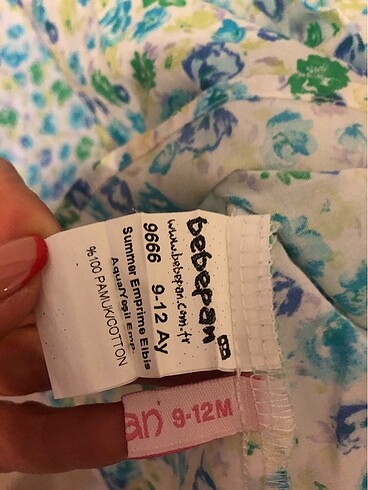 bebepan
www.bebepan.com.tr
9666 9-12 Ay
Summer Emprime Elbis
Aqua/Yeşil Emp.
%100 PAMUK/COTTON
an 9-12M